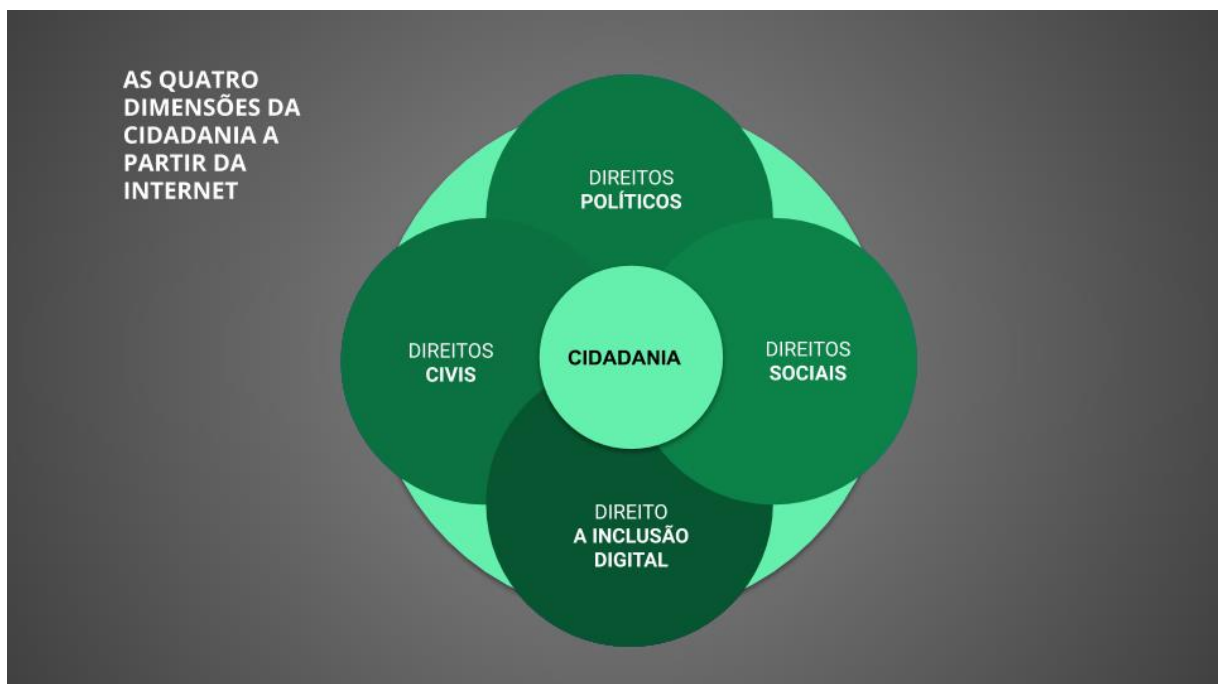 AS QUATRO
DIMENSÕES DA
CIDADANIA A
PARTIR DA
INTERNET
DIREITOS
POLÍTICOS
DIREITOS
CIVIS
CIDADANIA
DIREITOS
SOCIAIS
DIREITO
A INCLUSÃO
DIGITAL